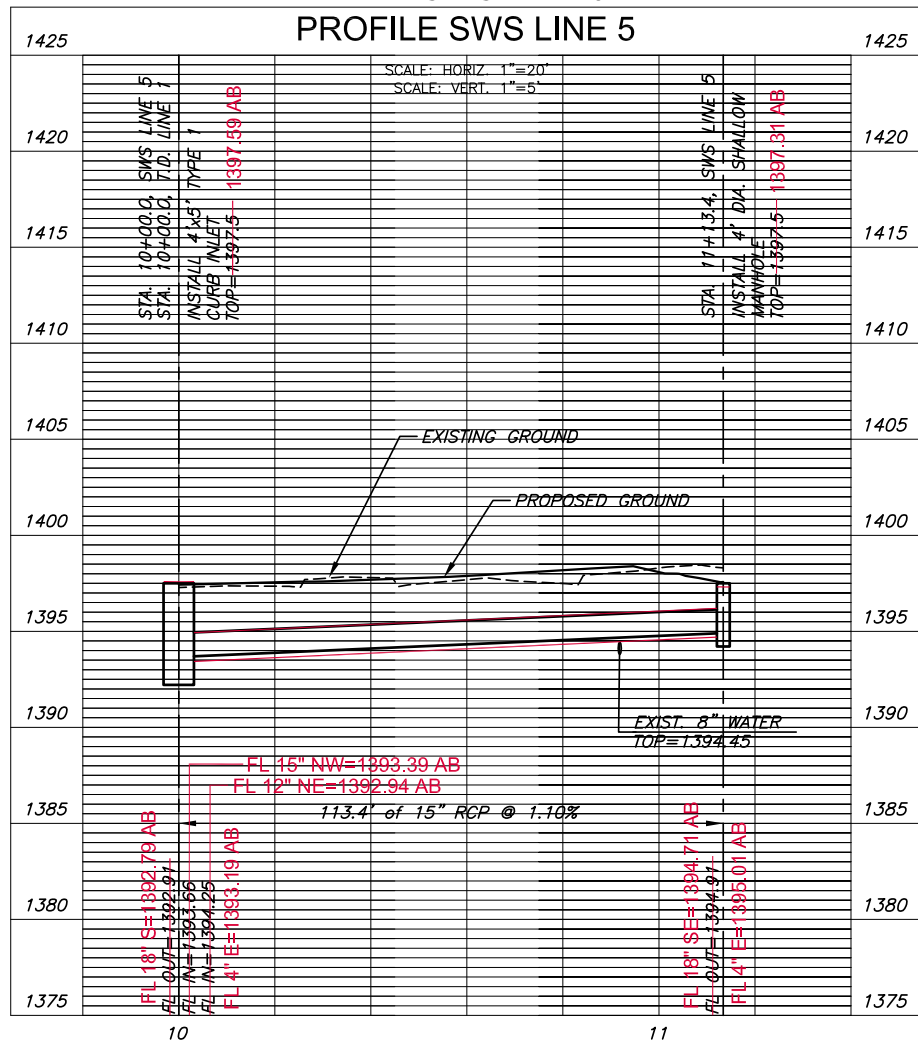 PROFILE SWS LINE 5
SCALE: HORIZ. 1"=20'
SCALE: VERT. 1"=5'
1425
1425
1420
1420
1415
1415
1410
1410
1405
1405
1400
1400
1395
1395
1390
1390
1385
1385
1380
1380
1375
1375
STA. 10+00.0, SWS LINE 5
STA. 10+00.0, T.D. LINE 1
INSTALL 4'x5' TYPE 1
CURB INLET
TOP=1397.5 1397.59 AB
STA. 11+13.4, SWS LINE 5
INSTALL 4' DIA. SHALLOW
MANHOLE
TOP=1397.5 1397.31 AB
EXISTING GROUND
PROPOSED GROUND
EXIST. 8" WATER
TOP=1394.45
FL 15" NW=1393.39 AB
FL 12" NE=1392.94 AB
113.4' of 15" RCP @ 1.10%
FL 18" S=1392.79 AB
FL OUT=1392.91
FL IN=1393.66
FL IN=1394.25
FL 4" E=1393.19 AB
FL 18" SE=1394.71 AB
FL OUT=1394.91
FL 4" E=1395.01 AB
10
11